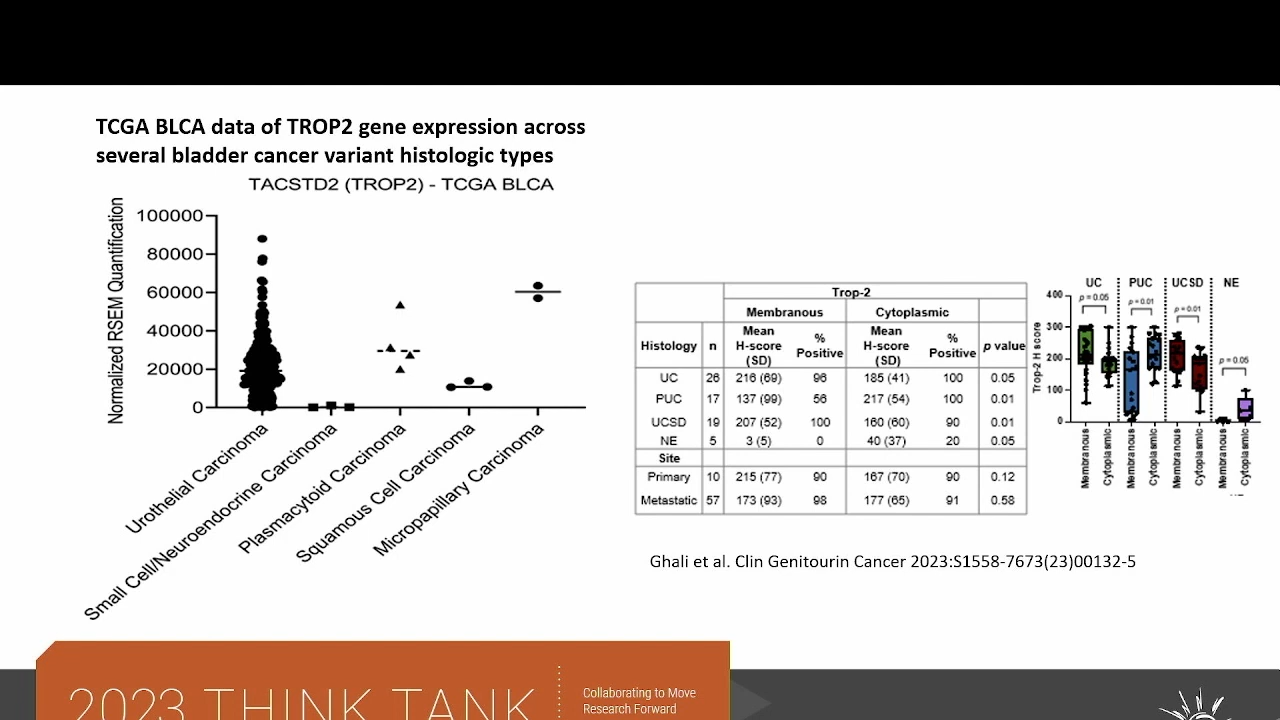 TCGA BLCA data of TROP2 gene expression across
several bladder cancer variant histologic types
TACSTD2 (TROP2) - TCGA BLCA
Normalized RSEM Quantification
100000
80000
60000
40000
20000
0
Urothelial Carcinoma
Small Cell/Neuroendocrine Carcinoma
Plasmacytoid Carcinoma
Squamous Cell Carcinoma
Micropapillary Carcinoma
Trop-2
Membranous Cytoplasmic
Histology n Mean H-score (SD) % Positive Mean H-score (SD) % Positive p value
UC 26 216 (69) 96 185 (41) 100 0.05
PUC 17 137 (99) 56 217 (54) 100 0.01
UCSD 19 207 (52) 100 160 (60) 90 0.01
NE 5 3 (5) 0 40 (37) 20 0.05
Site
Primary 10 215 (77) 90 167 (70) 90 0.12
Metastatic 57 173 (93) 98 177 (65) 91 0.58
UC PUC UCSD NE
p = 0.05 p = 0.01 p = 0.01 p = 0.05
Trop-2 H score
400
300
200
100
0
Membranous Cytoplasmic Membranous Cytoplasmic Membranous Cytoplasmic Membranous Cytoplasmic
Ghali et al. Clin Genitourin Cancer 2023:S1558-7673(23)00132-5
2023 THINK TANK
Collaborating to Move
Research Forward